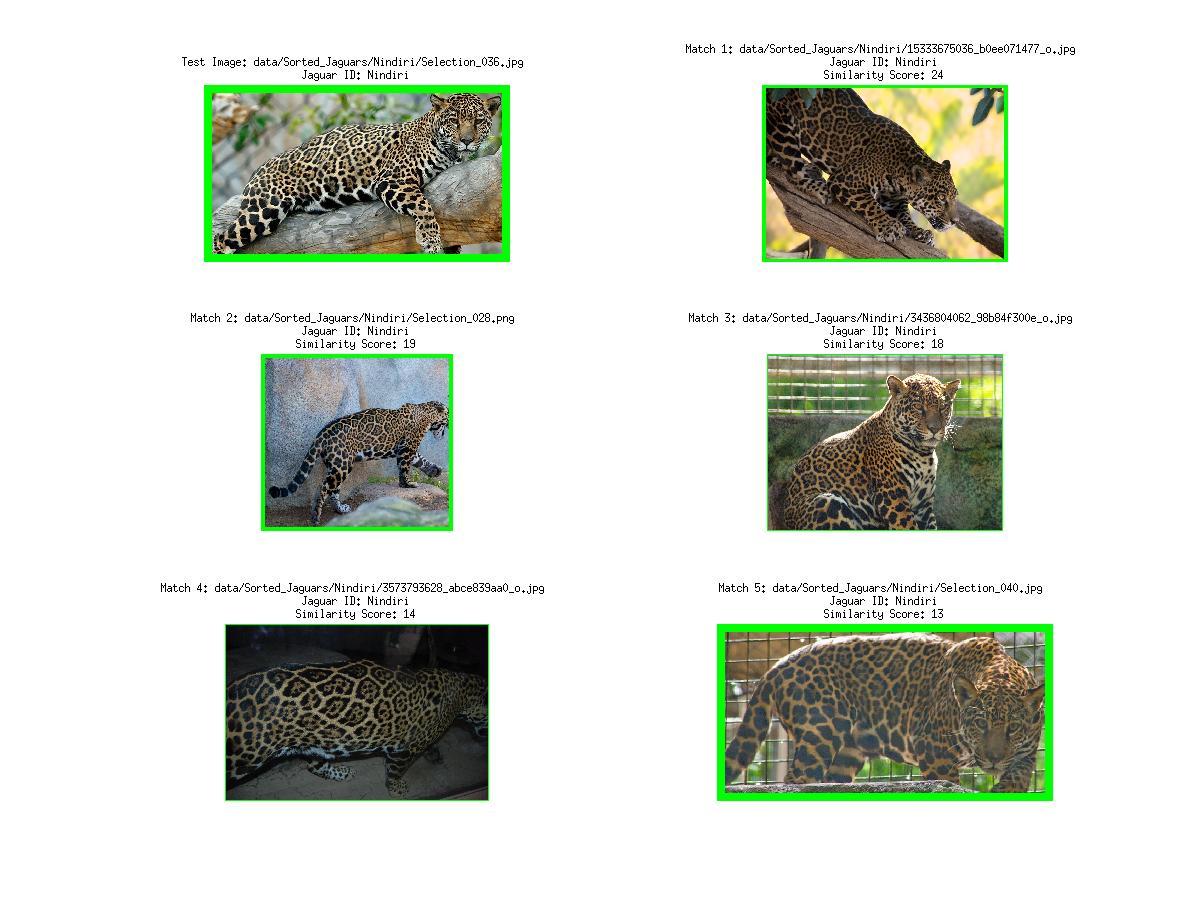 Test Image: data/Sorted_Jaguars/Nindiri/Selection_036.jpg
Jaguar ID: Nindiri
Match 1: data/Sorted_Jaguars/Nindiri/15333675036_b0ee071477_o.jpg
Jaguar ID: Nindiri
Similarity Score: 24
Match 2: data/Sorted_Jaguars/Nindiri/Selection_028.png
Jaguar ID: Nindiri
Similarity Score: 19
Match 3: data/Sorted_Jaguars/Nindiri/3436804062_98b84f300e_o.jpg
Jaguar ID: Nindiri
Similarity Score: 18
Match 4: data/Sorted_Jaguars/Nindiri/3573793628_abce839aa0_o.jpg
Jaguar ID: Nindiri
Similarity Score: 14
Match 5: data/Sorted_Jaguars/Nindiri/Selection_040.jpg
Jaguar ID: Nindiri
Similarity Score: 13